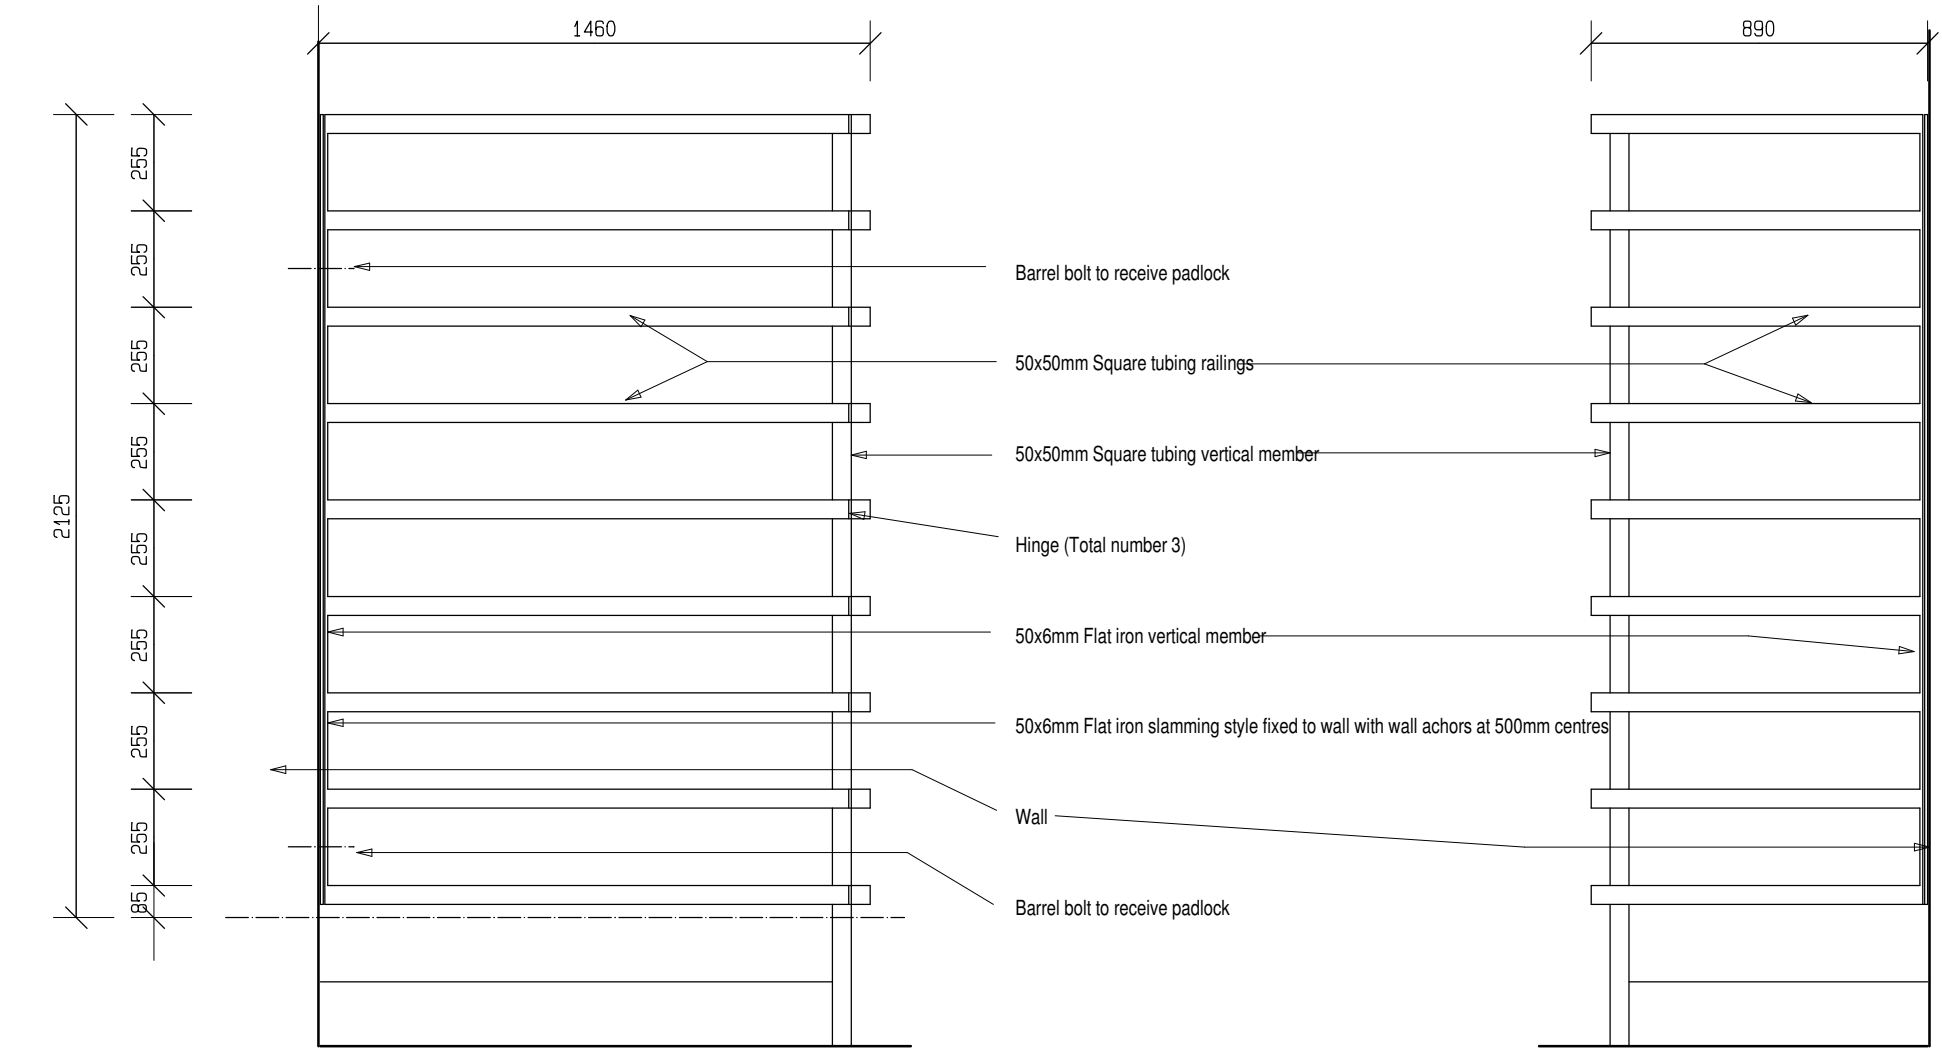 1460
890
255
255
255
255
255
255
255
255
85
2125
Barrel bolt to receive padlock
50x50mm Square tubing railings
50x50mm Square tubing vertical member
Hinge (Total number 3)
50x6mm Flat iron vertical member
50x6mm Flat iron slamming style fixed to wall with wall achors at 500mm centres
Wall
Barrel bolt to receive padlock